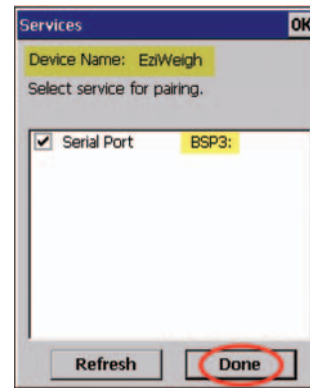 Services OK
Device Name: EziWeigh
Select service for pairing.
Serial Port BSP3:
Refresh Done